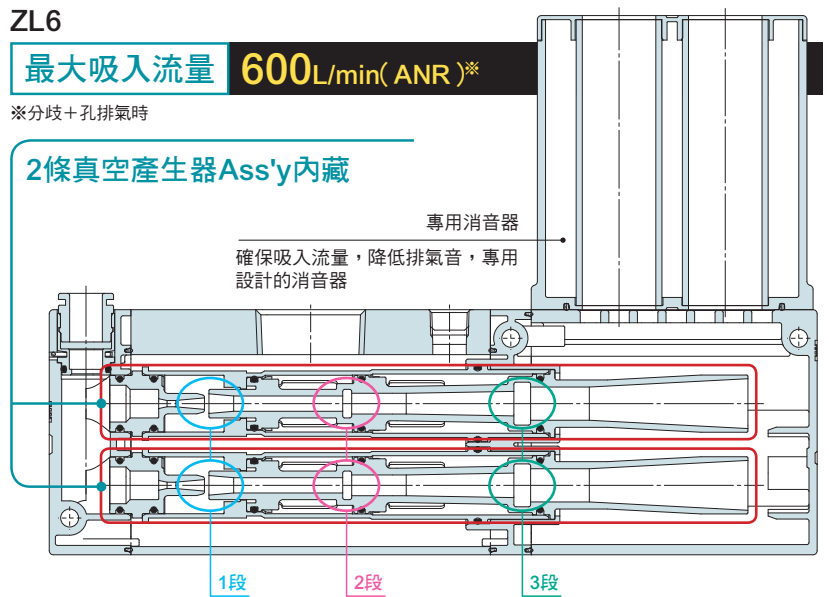 ZL6
最大吸入流量 600L/min(ANR)※
※分歧＋孔排氣時
2條真空產生器Ass'y內藏
專用消音器
確保吸入流量，降低排氣音，專用
設計的消音器
1段 2段 3段